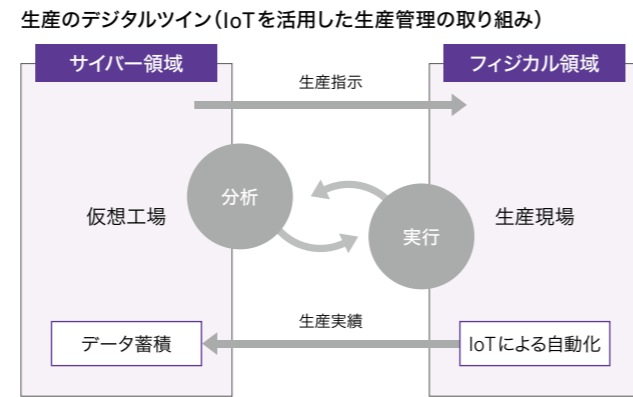 生産のデジタルツイン（IoTを活用した生産管理の取り組み）
サイバー領域
フィジカル領域
生産指示
分析
仮想工場
実行
生産現場
生産実績
データ蓄積
IoTによる自動化